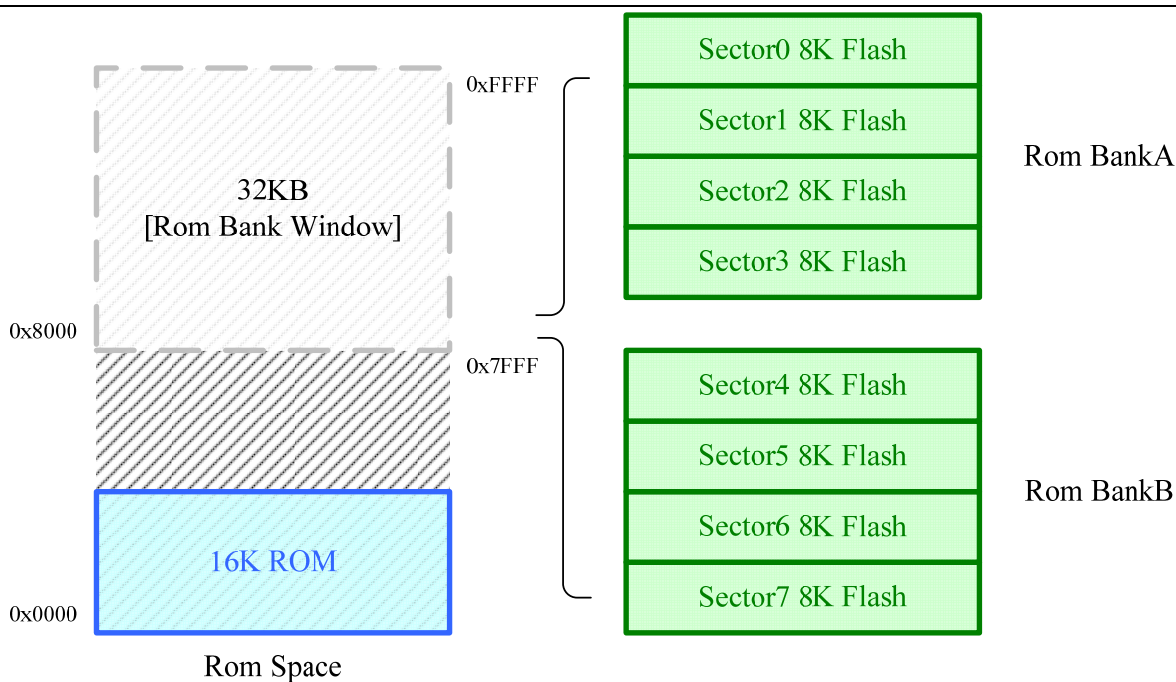 0xFFFF
32KB
[Rom Bank Window]
0x8000
0x7FFF
16K ROM
0x0000
Rom Space
Sector0 8K Flash
Sector1 8K Flash
Sector2 8K Flash
Sector3 8K Flash
Rom BankA
Sector4 8K Flash
Sector5 8K Flash
Sector6 8K Flash
Sector7 8K Flash
Rom BankB